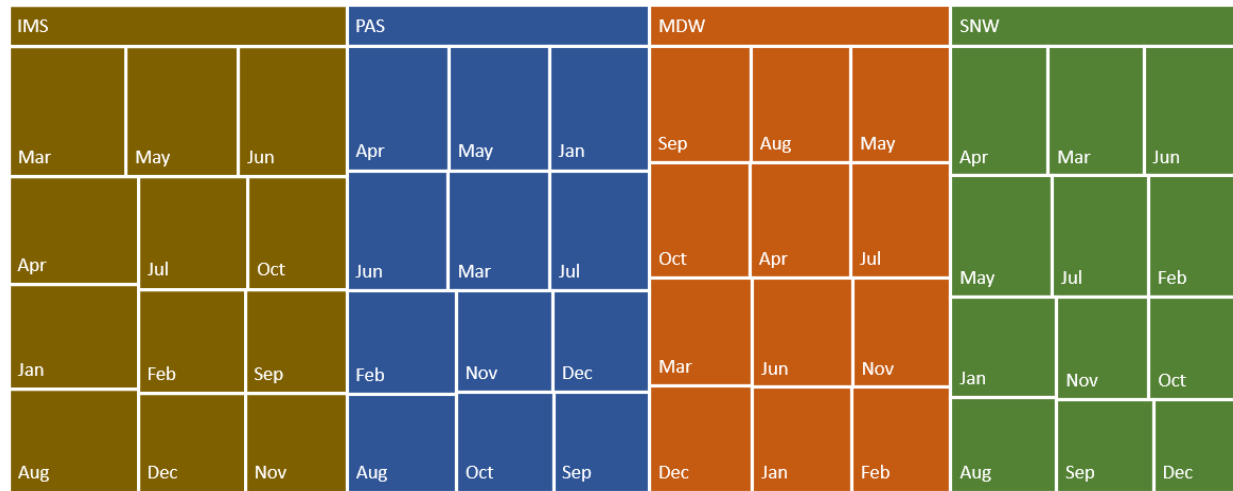 IMS PAS MDW SNW
Mar May Jun Apr May Jan Sep Aug May Apr Mar Jun
Apr Jul Oct Jun Mar Jul Oct Apr Jul May Jul Feb
Jan Feb Sep Feb Nov Dec Mar Jun Nov Jan Nov Oct
Aug Dec Nov Aug Oct Sep Dec Jan Feb Aug Sep Dec